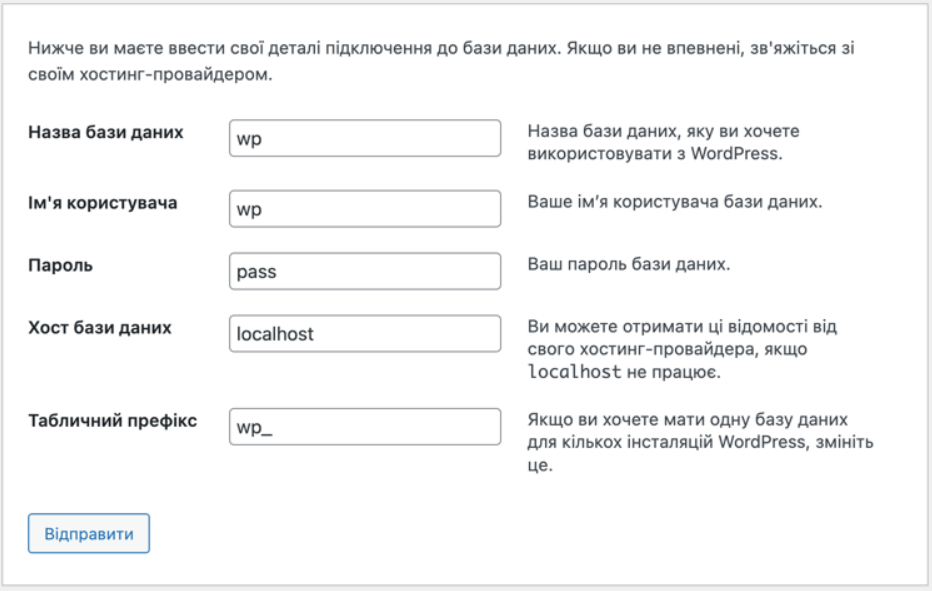 Нижче ви маєте ввести свої деталі підключення до бази даних. Якщо ви не впевнені, зв'яжіться зі
своїм хостинг-провайдером.
Назва бази даних
wp
Назва бази даних, яку ви хочете
використовувати з WordPress.
Ім'я користувача
wp
Ваше ім’я користувача бази даних.
Пароль
pass
Ваш пароль бази даних.
Хост бази даних
localhost
Ви можете отримати ці відомості від
свого хостинг-провайдера, якщо
localhost не працює.
Табличний префікс
wp_
Якщо ви хочете мати одну базу даних
для кількох інсталяцій WordPress, змініть
це.
Відправити